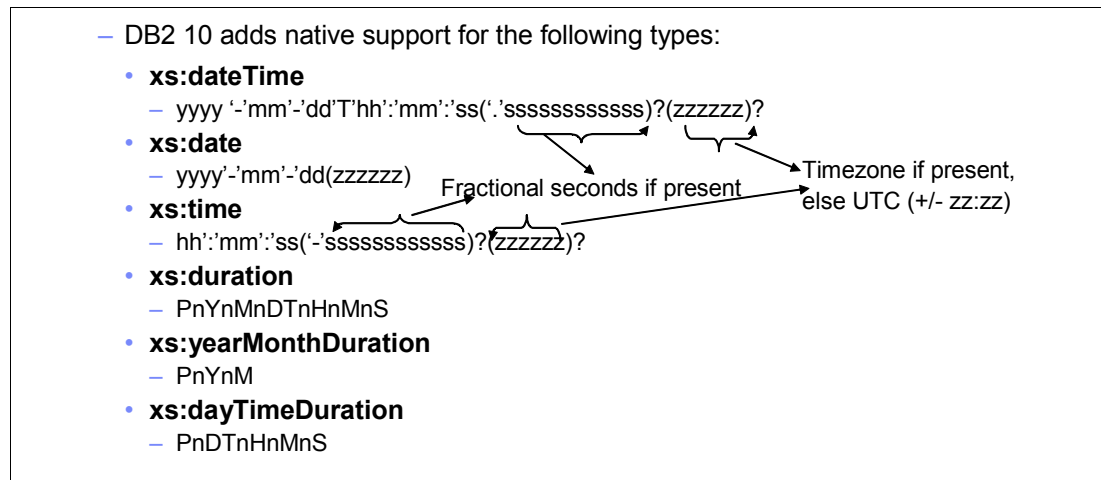 – DB2 10 adds native support for the following types:
• xs:dateTime
– yyyy '-'mm'-'dd'T'hh':'mm':'ss('.'ssssssssssss)?(zzzzzz)?
• xs:date
– yyyy'-'mm'-'dd(zzzzzz)
Fractional seconds if present
Timezone if present,
else UTC (+/- zz:zz)
• xs:time
– hh':'mm':'ss('-'ssssssssssss)?(zzzzzz)?
• xs:duration
– PnYnMnDTnHnMnS
• xs:yearMonthDuration
– PnYnM
• xs:dayTimeDuration
– PnDTnHnMnS